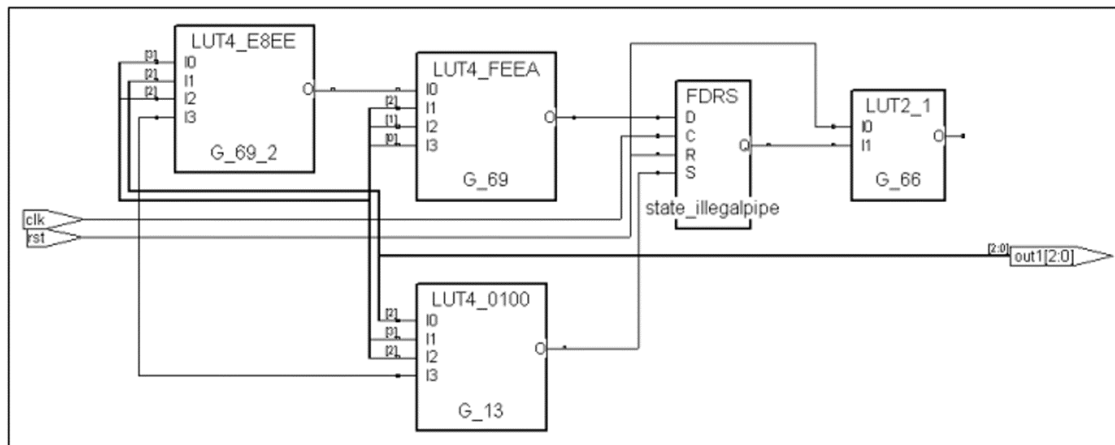 LUT4_E8EE
[3] I0
[2] I1
[2] I2
I3
O
G_69_2
LUT4_FEEA
I0
[2] I1
[1] I2
[0] I3
O
G_69
FDRS
D
C
R
S
Q
state_illegalpipe
LUT2_1
I0
I1
O
G_66
clk
rst
[2:0] out1[2:0]
LUT4_0100
[2] I0
[3] I1
[2] I2
I3
O
G_13